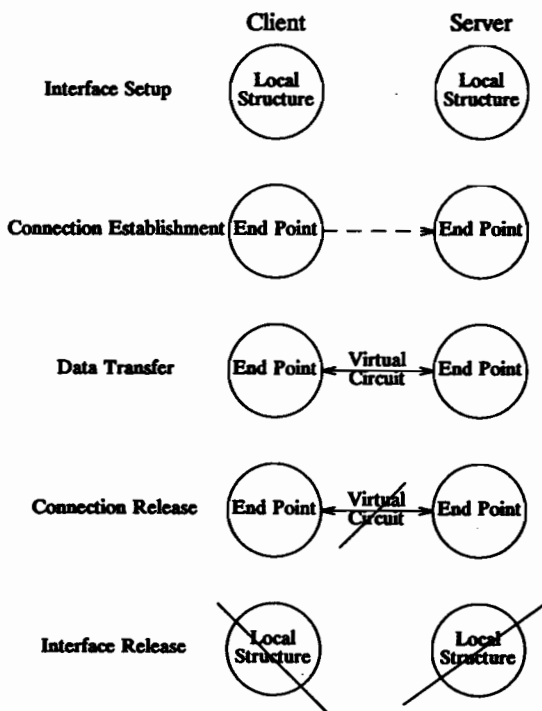 Client Server
Interface Setup Local Structure Local Structure
Connection Establishment End Point End Point
Data Transfer End Point Virtual Circuit End Point
Connection Release End Point Virtual Circuit End Point
Interface Release Local Structure Local Structure